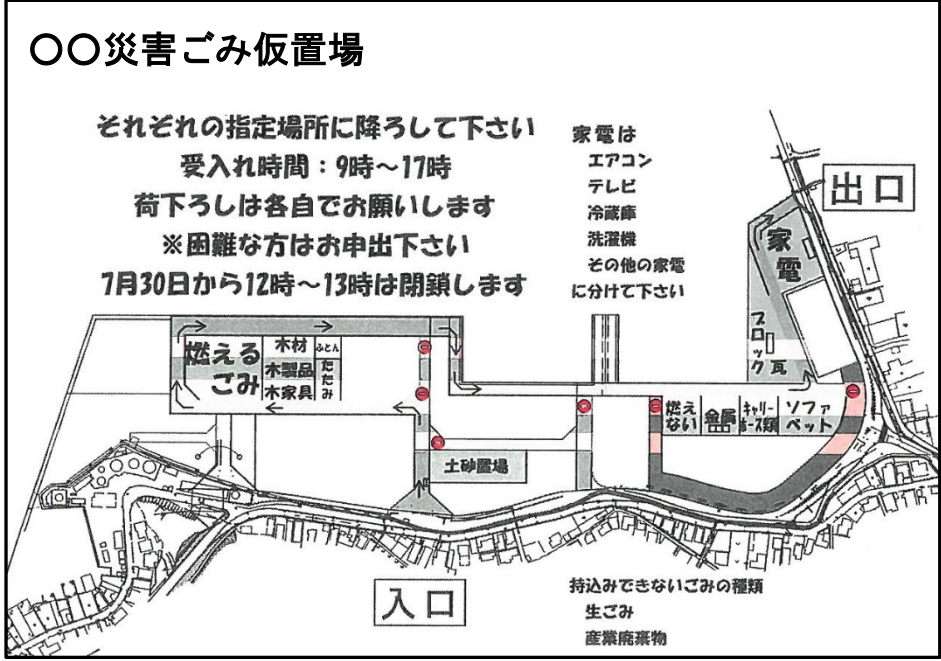 〇〇災害ごみ仮置場
それぞれの指定場所に降ろして下さい
受入れ時間：9時～17時
荷下ろしは各自でお願いします
※困難な方はお申出下さい
7月30日から12時～13時は閉鎖します
家電は
エアコン
テレビ
冷蔵庫
洗濯機
その他の家電
に分けて下さい
出口
家電
ブロック
瓦
燃える
ごみ
木材
木製品
木家具
ふとん
たたみ
燃え
ない
金属
キャリー
ケース類
ソファ
ベット
土砂置場
入口
持込みできないごみの種類
生ごみ
産業廃棄物